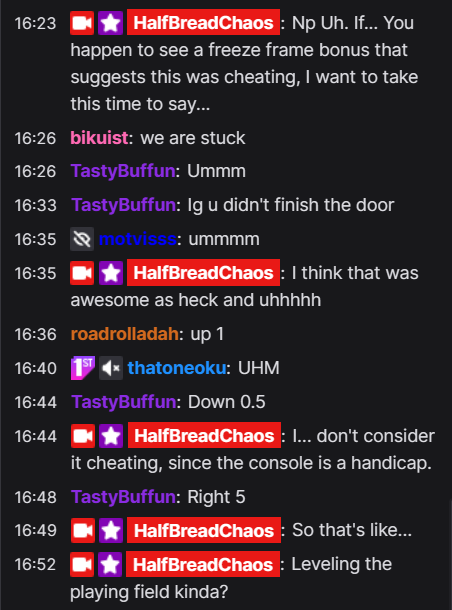 16:23 HalfBreadChaos: Np Uh. If... You
happen to see a freeze frame bonus that
suggests this was cheating, I want to take
this time to say...
16:26 bikuist: we are stuck
16:26 TastyBuffun: Ummm
16:33 TastyBuffun: Ig u didn't finish the door
16:35 motvisss: ummmm
16:35 HalfBreadChaos: I think that was
awesome as heck and uhhhhh
16:36 roadrolladah: up 1
16:40 1ST thatoneoku: UHM
16:44 TastyBuffun: Down 0.5
16:44 HalfBreadChaos: I... don't consider
it cheating, since the console is a handicap.
16:48 TastyBuffun: Right 5
16:49 HalfBreadChaos: So that's like...
16:52 HalfBreadChaos: Leveling the
playing field kinda?